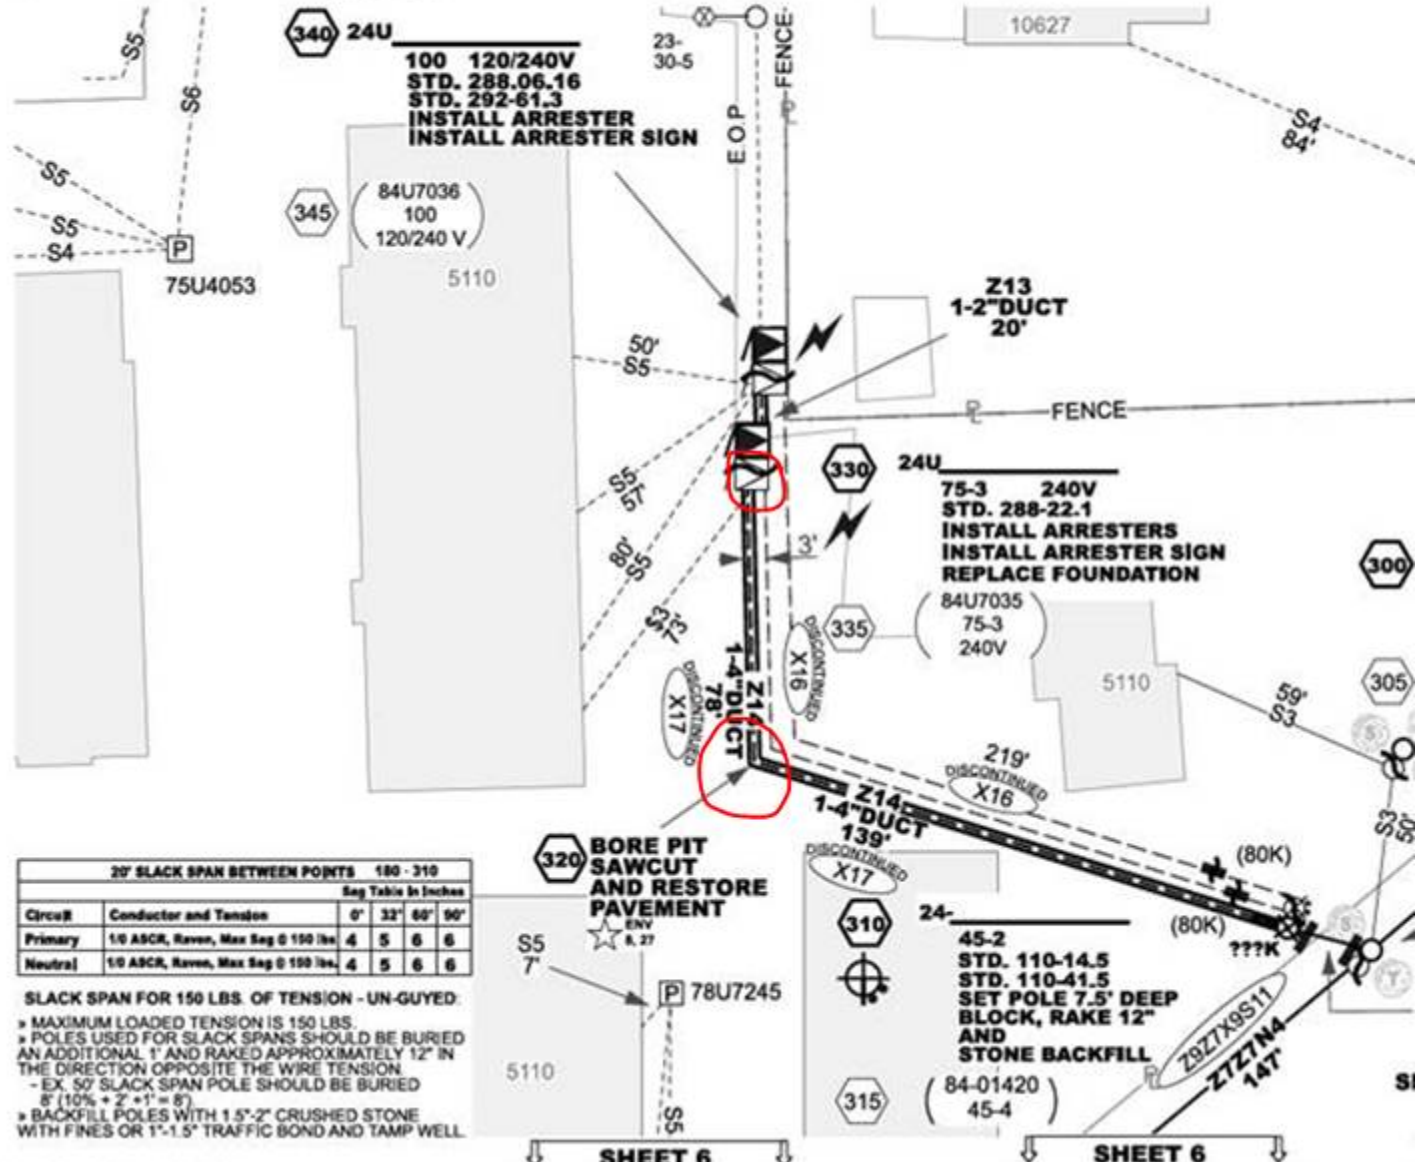 340 24U
100 120/240V
STD. 288.06.16
STD. 292-61.3
INSTALL ARRESTER
INSTALL ARRESTER SIGN
23-
30-5
FENCE
E.O.P
10627
S4
84'
S5
S6
S5
S5
S4
P
75U4053
345
84U7036
100
120/240 V
5110
Z13
1-2"DUCT
20'
50'
S5
FENCE
S5
57'
80'
S5
S3
73'
330 24U
75-3 240V
STD. 288-22.1
INSTALL ARRESTERS
INSTALL ARRESTER SIGN
REPLACE FOUNDATION
3'
300
335
84U7035
75-3
240V
5110
305
59'
S3
DISCONTINUED
X16
DISCONTINUED
X17
Z14
1-4"DUCT
78'
219'
DISCONTINUED
X16
Z14
1-4"DUCT
139'
DISCONTINUED
X17
S3
50'
(80K)
(80K)
???K
320 BORE PIT
SAWCUT
AND RESTORE
PAVEMENT
ENV
8, 27
S5
7'
P 78U7245
5110
S5
310 24-
45-2
STD. 110-14.5
STD. 110-41.5
SET POLE 7.5' DEEP
BLOCK, RAKE 12"
AND
STONE BACKFILL
315
84-01420
45-4
Z9Z7X9S11
Z7Z7N4
147'
20' SLACK SPAN BETWEEN POINTS 180 - 310
Sag Table in Inches
Circuit Conductor and Tension 0° 32° 60° 90°
Primary 1/0 ASCR, Raven, Max Sag @ 150 lbs. 4 5 6 6
Neutral 1/0 ASCR, Raven, Max Sag @ 150 lbs. 4 5 6 6
SLACK SPAN FOR 150 LBS. OF TENSION - UN-GUYED:
» MAXIMUM LOADED TENSION IS 150 LBS.
» POLES USED FOR SLACK SPANS SHOULD BE BURIED
AN ADDITIONAL 1' AND RAKED APPROXIMATELY 12" IN
THE DIRECTION OPPOSITE THE WIRE TENSION.
- EX. 50' SLACK SPAN POLE SHOULD BE BURIED
8' (10% + 2' +1' = 8').
» BACKFILL POLES WITH 1.5"-2" CRUSHED STONE
WITH FINES OR 1"-1.5" TRAFFIC BOND AND TAMP WELL.
SHEET 6
SHEET 6